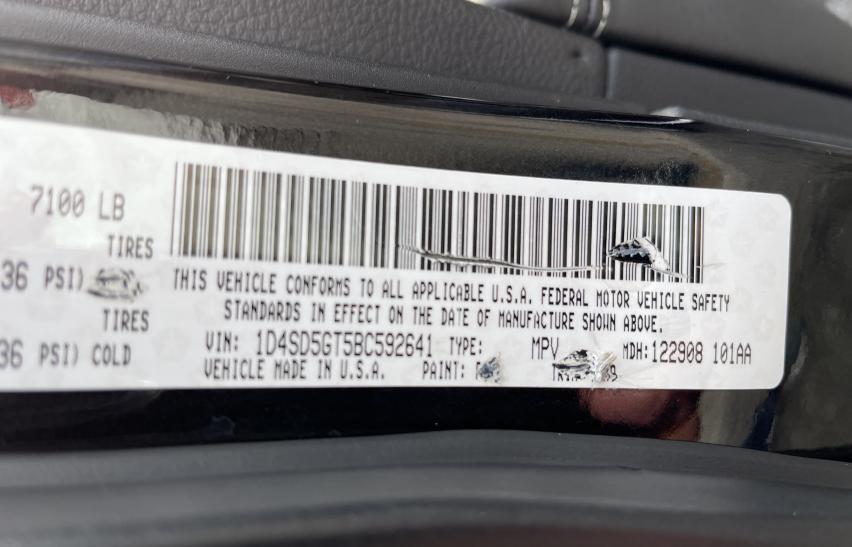 7100 LB
TIRES
36 PSI)
TIRES
36 PSI) COLD
THIS VEHICLE CONFORMS TO ALL APPLICABLE U.S.A. FEDERAL MOTOR VEHICLE SAFETY
STANDARDS IN EFFECT ON THE DATE OF MANUFACTURE SHOWN ABOVE.
VIN: 1D4SD5GT5BC592641 TYPE: MPV MDH:122908 101AA
VEHICLE MADE IN U.S.A. PAINT: